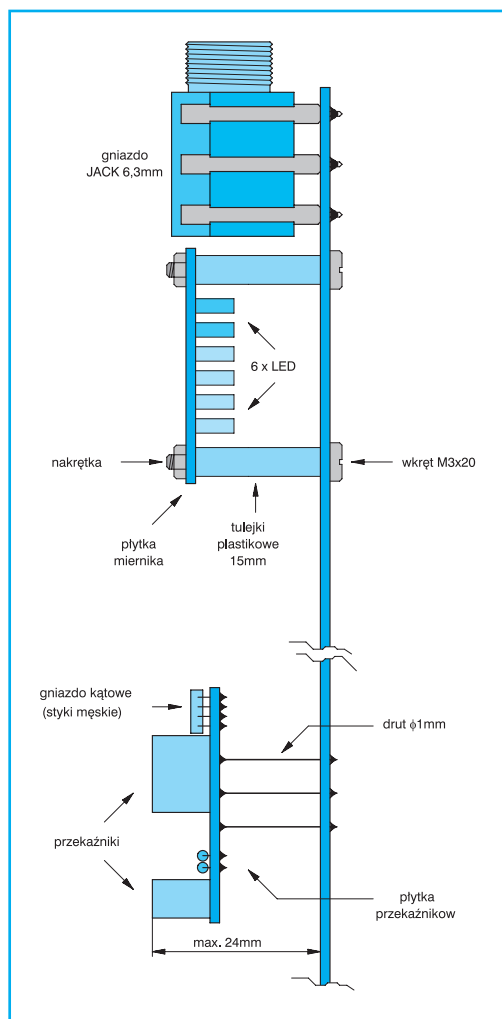 gniazdo
JACK 6,3mm
6 x LED
nakrętka
wkręt M3x20
płytka
miernika
tulejki
plastikowe
15mm
gniazdo kątowe
(styki męskie)
drut ϕ1mm
przekaźniki
płytka
przekaźnikow
max. 24mm